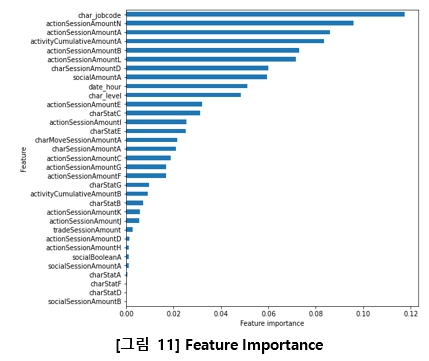 char_jobcode
actionSessionAmountN
actionSessionAmountA
activityCumulativeAmountA
actionSessionAmountB
actionSessionAmountL
charSessionAmountD
socialAmountA
date_hour
char_level
actionSessionAmountE
charStatC
actionSessionAmountI
charStatE
charMoveSessionAmountA
charSessionAmountA
actionSessionAmountC
actionSessionAmountG
actionSessionAmountF
charStatG
activityCumulativeAmountB
charStatB
actionSessionAmountK
actionSessionAmountJ
tradeSessionAmount
actionSessionAmountD
actionSessionAmountH
socialBooleanA
socialSessionAmountA
charStatA
charStatF
charStatD
socialSessionAmountB
Feature
0.00 0.02 0.04 0.06 0.08 0.10 0.12
Feature importance
[그림 11] Feature Importance